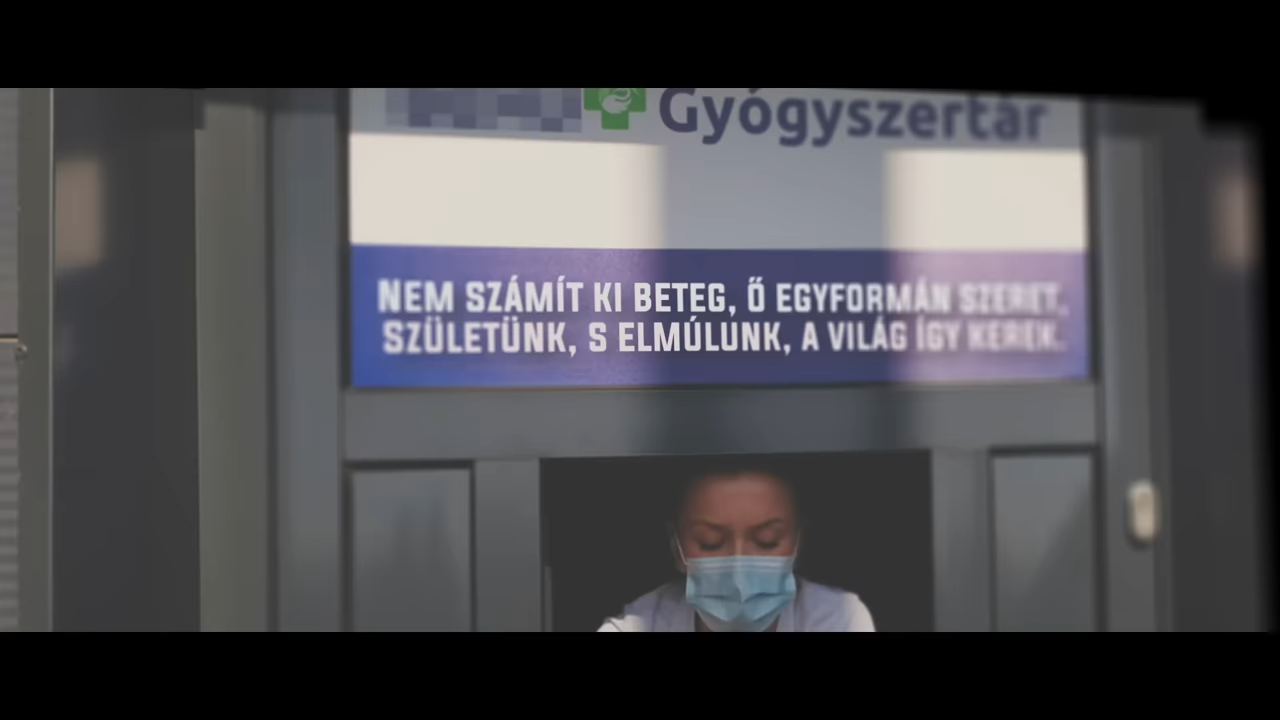 Gyógyszertár
NEM SZÁMÍT KI BETEG, Ő EGYFORMÁN SZERET,
SZÜLETÜNK, S ELMÚLUNK, A VILÁG ÍGY KEREK.